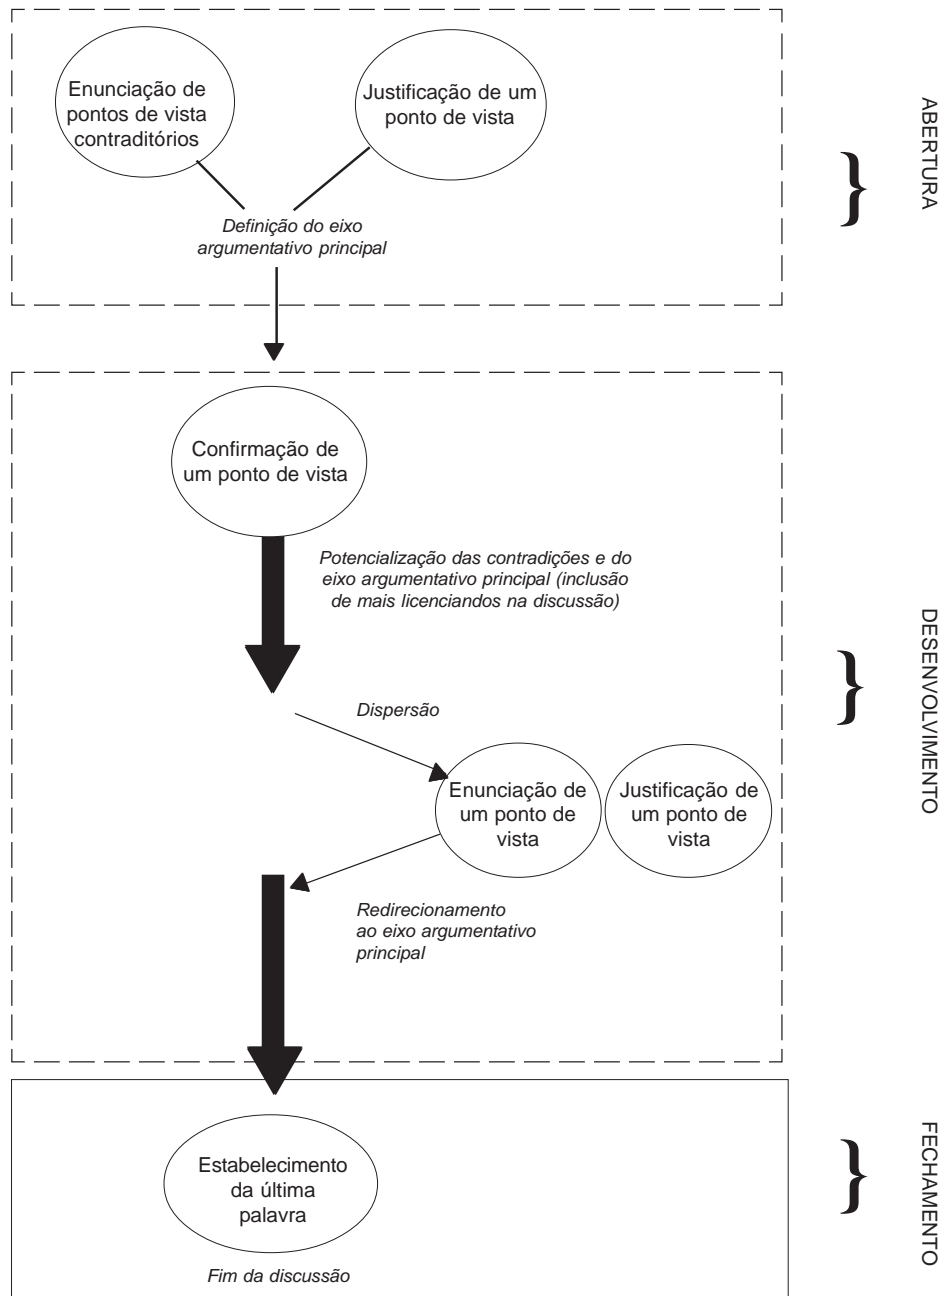 Enunciação de
pontos de vista
contraditórios
Justificação de um
ponto de vista
Definição do eixo
argumentativo principal
ABERTURA
}
Confirmação de
um ponto de vista
Potencialização das contradições e do
eixo argumentativo principal (inclusão
de mais licenciandos na discussão)
Dispersão
Enunciação de
um ponto de
vista
Justificação de
um ponto de
vista
Redirecionamento
ao eixo argumentativo
principal
DESENVOLVIMENTO
}
Estabelecimento
da última
palavra
Fim da discussão
FECHAMENTO
}